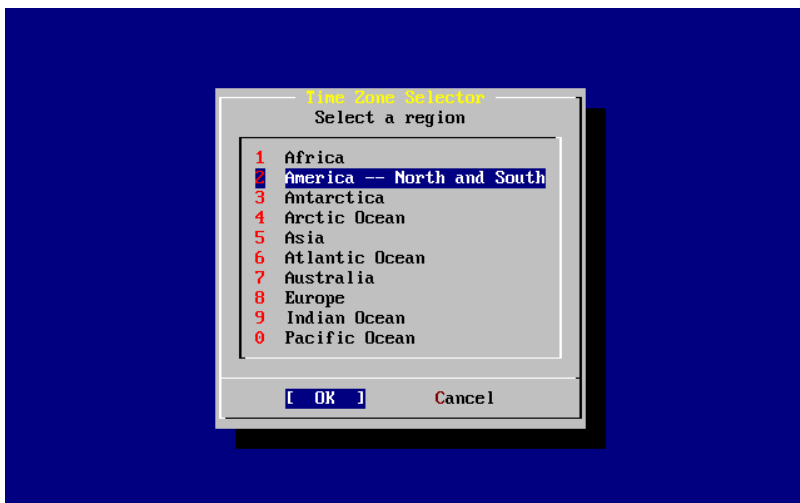 Time Zone Selector
Select a region
1 Africa
2 America -- North and South
3 Antarctica
4 Arctic Ocean
5 Asia
6 Atlantic Ocean
7 Australia
8 Europe
9 Indian Ocean
0 Pacific Ocean
[ OK ] Cancel